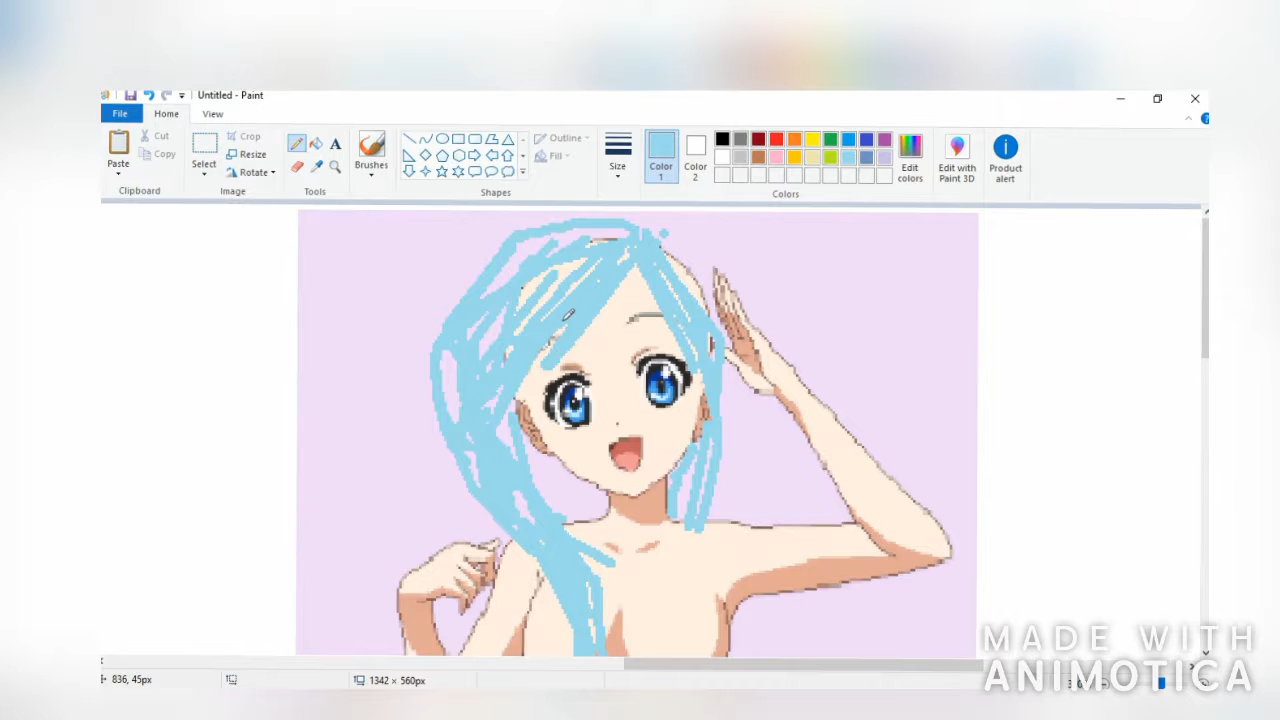 Untitled - Paint
File Home View
Paste
Cut
Copy
Clipboard
Select
Crop
Resize
Rotate
Image
A
Tools
Brushes
Shapes
Outline
Fill
Size
Color
1
Color
2
Colors
Edit
colors
Edit with
Paint 3D
Product
alert
836, 45px
1342 × 560px
MADE WITH
ANIMOTICA